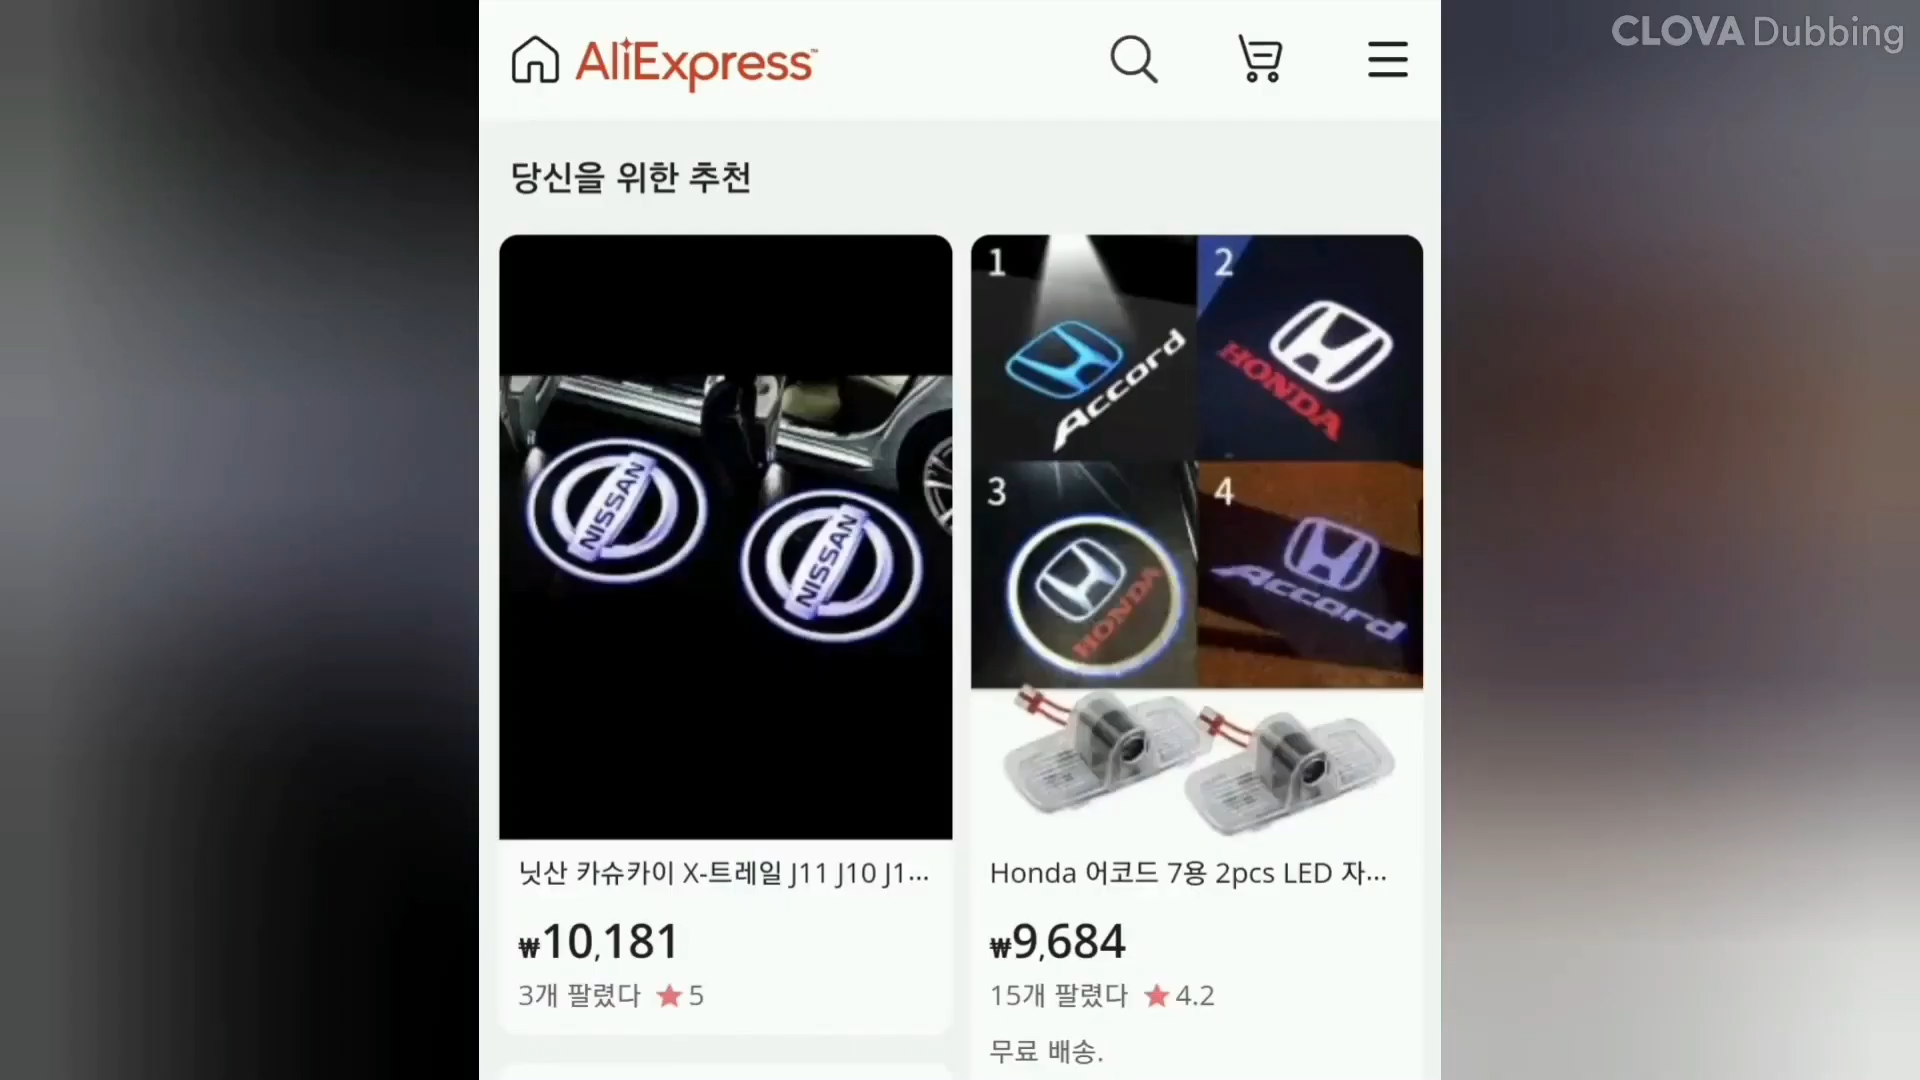 CLOVA Dubbing
AliExpress™
당신을 위한 추천
NISSAN
NISSAN
1
Accord
2
HONDA
3
HONDA
4
Accord
닛산 카슈카이 X-트레일 J11 J10 J1...
₩10,181
3개 팔렸다 ★ 5
Honda 어코드 7용 2pcs LED 자...
₩9,684
15개 팔렸다 ★ 4.2
무료 배송.